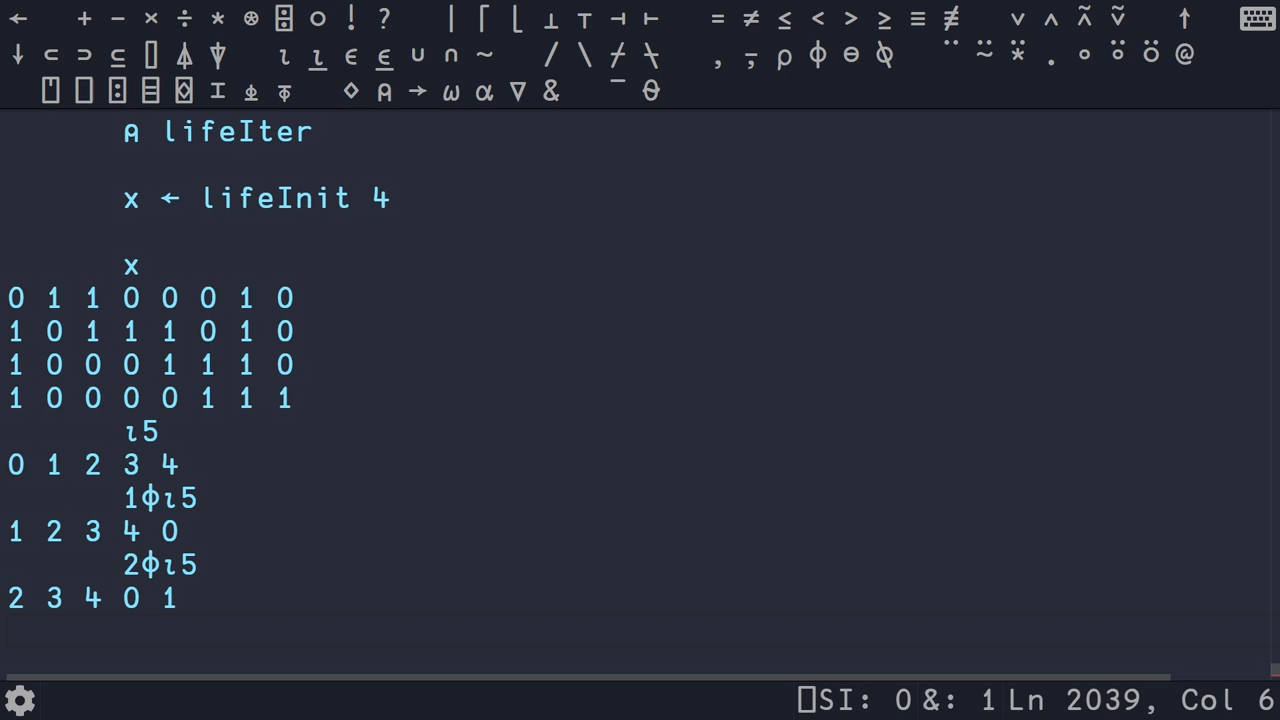 ← + − × ÷ * ⍟ ⌹ ○ ! ? | ⌈ ⌊ ⊥ ⊤ ⊣ ⊢ = ≠ ≤ < > ≥ ≡ ≢ ∨ ∧ ⍲ ⍱ ↑
↓ ⊂ ⊃ ⊆ ⌷ ⍋ ⍒ ⍳ ⍸ ∊ ⍷ ∪ ∩ ~ / \ ⌿ ⍀ , ⍪ ⍴ ⌽ ⊖ ⍉ ¨ ⍨ ⍣ . ∘ ⍤ ⍥ @
⍞ ⎕ ⍠ ⌸ ⌺ ⌶ ⍎ ⍕ ⋄ ⍝ → ⍵ ⍺ ∇ & ¯ ⍬
⍝ lifeIter
x ← lifeInit 4
x
0 1 1 0 0 0 1 0
1 0 1 1 1 0 1 0
1 0 0 0 1 1 1 0
1 0 0 0 0 1 1 1
⍳5
0 1 2 3 4
1⌽⍳5
1 2 3 4 0
2⌽⍳5
2 3 4 0 1
⎕SI: 0 &: 1 Ln 2039, Col 6